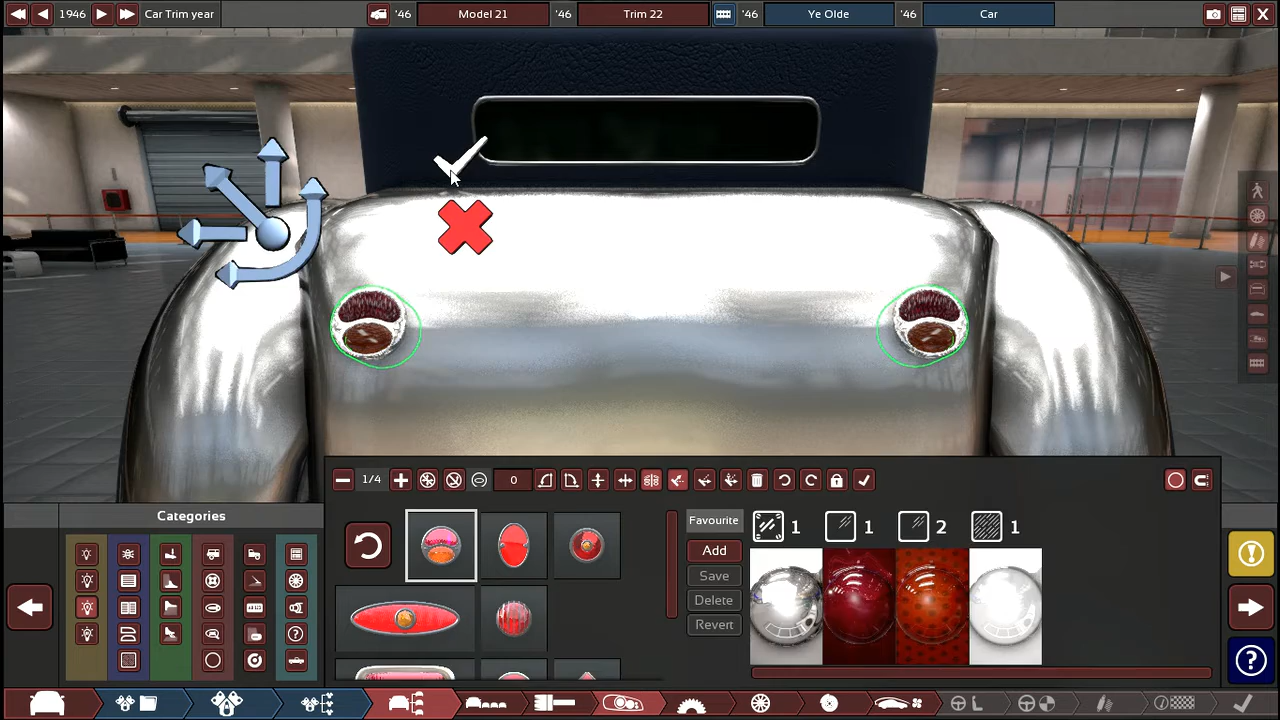 1946 Car Trim year '46 Model 21 '46 Trim 22 '46 Ye Olde '46 Car
1/4 0
Categories
Favourite
Add
Save
Delete
Revert
1 1 2 1